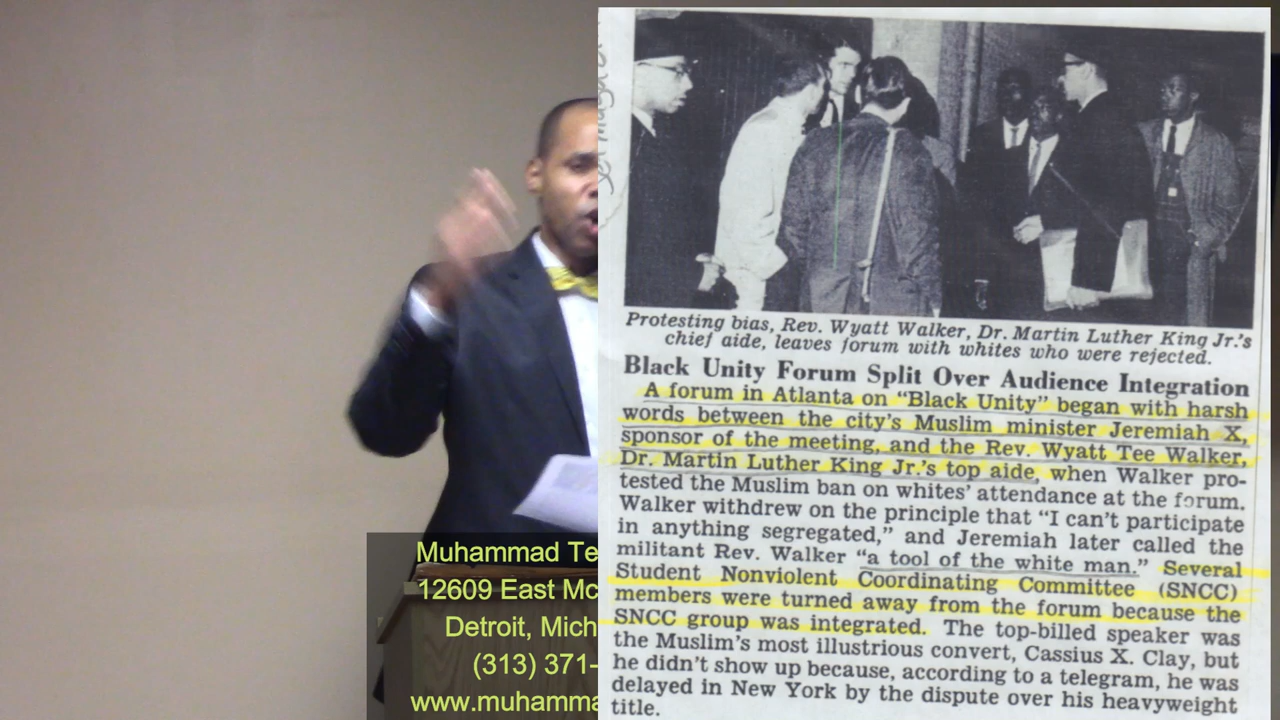 Muhammad Te
12609 East Mc
Detroit, Mich
(313) 371-
www.muhamma
Protesting bias, Rev. Wyatt Walker, Dr. Martin Luther King Jr.'s
chief aide, leaves forum with whites who were rejected.
Black Unity Forum Split Over Audience Integration
A forum in Atlanta on “Black Unity” began with harsh
words between the city's Muslim minister Jeremiah X,
sponsor of the meeting, and the Rev. Wyatt Tee Walker,
Dr. Martin Luther King Jr.'s top aide, when Walker pro-
tested the Muslim ban on whites' attendance at the forum.
Walker withdrew on the principle that “I can't participate
in anything segregated,” and Jeremiah later called the
militant Rev. Walker “a tool of the white man.” Several
Student Nonviolent Coordinating Committee (SNCC)
members were turned away from the forum because the
SNCC group was integrated. The top-billed speaker was
the Muslim's most illustrious convert, Cassius X. Clay, but
he didn't show up because, according to a telegram, he was
delayed in New York by the dispute over his heavyweight
title.